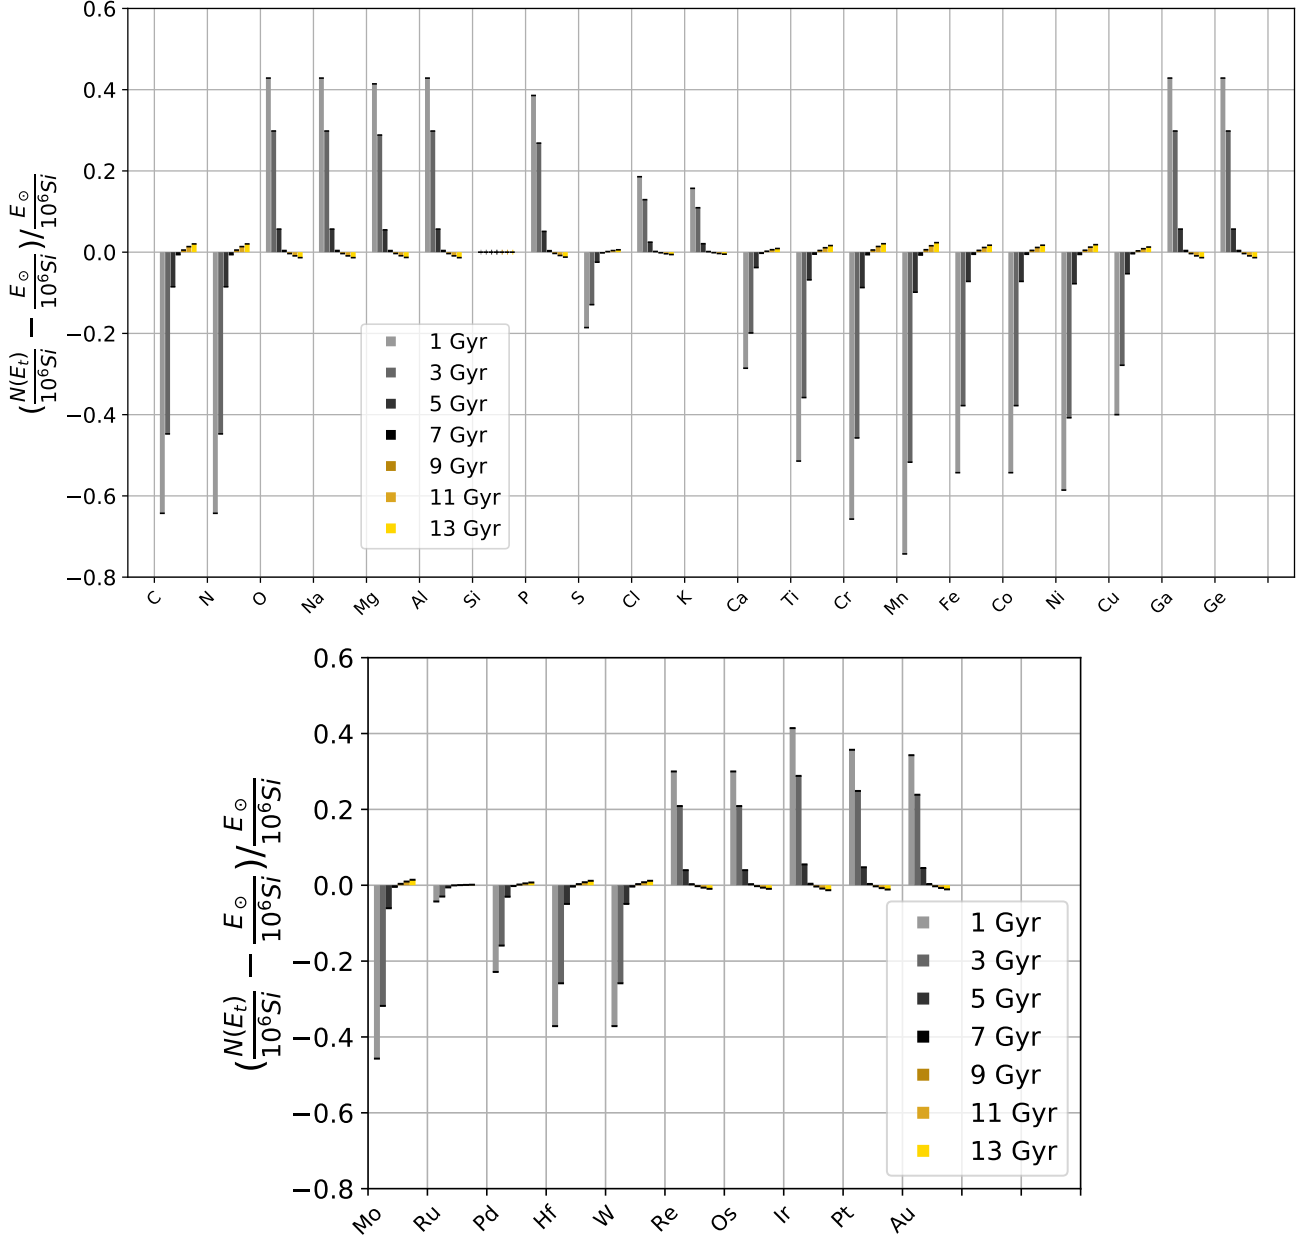 0.6
0.4
0.2
0.0
−0.2
−0.4
−0.6
−0.8
(N(E_t)/10^6Si − E_⊙/10^6Si)/E_⊙/10^6Si
1 Gyr
3 Gyr
5 Gyr
7 Gyr
9 Gyr
11 Gyr
13 Gyr
C N O Na Mg Al Si P S Cl K Ca Ti Cr Mn Fe Co Ni Cu Ga Ge
0.6
0.4
0.2
0.0
−0.2
−0.4
−0.6
−0.8
(N(E_t)/10^6Si − E_⊙/10^6Si)/E_⊙/10^6Si
1 Gyr
3 Gyr
5 Gyr
7 Gyr
9 Gyr
11 Gyr
13 Gyr
Mo Ru Pd Hf W Re Os Ir Pt Au